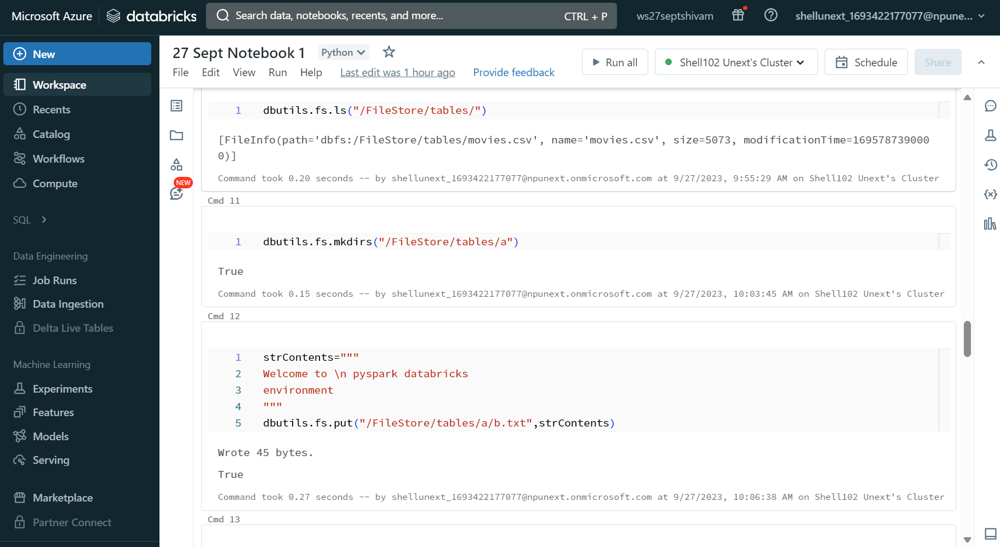 Microsoft Azure databricks Search data, notebooks, recents, and more... CTRL + P ws27septshivam shellunext_1693422177077@npune...
New
Workspace
Recents
Catalog
Workflows
Compute
SQL
Data Engineering
Job Runs
Data Ingestion
Delta Live Tables
Machine Learning
Experiments
Features
Models
Serving
Marketplace
Partner Connect
27 Sept Notebook 1 Python
File Edit View Run Help Last edit was 1 hour ago Provide feedback
Run all Shell102 Unext's Cluster Schedule Share
NEW
1 dbutils.fs.ls("/FileStore/tables/")
[FileInfo(path='dbfs:/FileStore/tables/movies.csv', name='movies.csv', size=5073, modificationTime=169578739000
0)]
Command took 0.20 seconds -- by shellunext_1693422177077@npunext.onmicrosoft.com at 9/27/2023, 9:55:29 AM on Shell102 Unext's Cluster
Cmd 11
1 dbutils.fs.mkdirs("/FileStore/tables/a")
True
Command took 0.15 seconds -- by shellunext_1693422177077@npunext.onmicrosoft.com at 9/27/2023, 10:03:45 AM on Shell102 Unext's Cluster
Cmd 12
1 strContents="""
2 Welcome to \n pyspark databricks
3 environment
4 """
5 dbutils.fs.put("/FileStore/tables/a/b.txt",strContents)
Wrote 45 bytes.
True
Command took 0.27 seconds -- by shellunext_1693422177077@npunext.onmicrosoft.com at 9/27/2023, 10:06:38 AM on Shell102 Unext's Cluster
Cmd 13